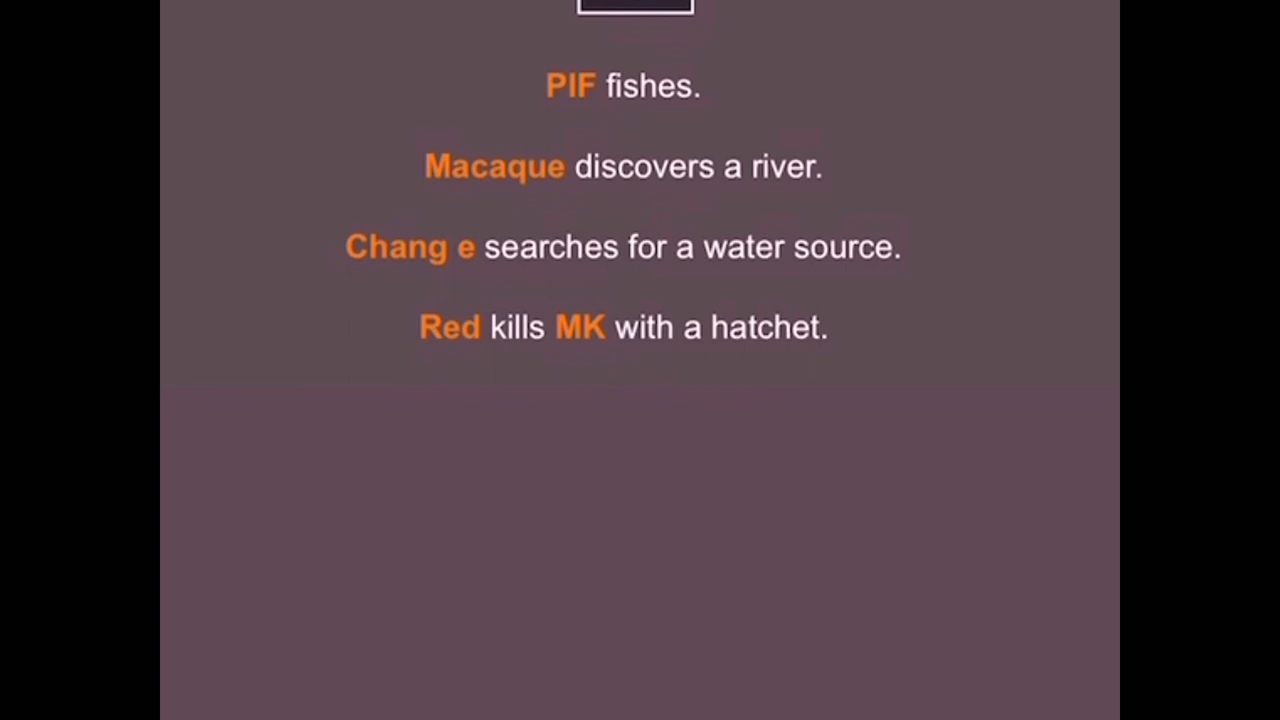 PIF fishes.
Macaque discovers a river.
Chang e searches for a water source.
Red kills MK with a hatchet.